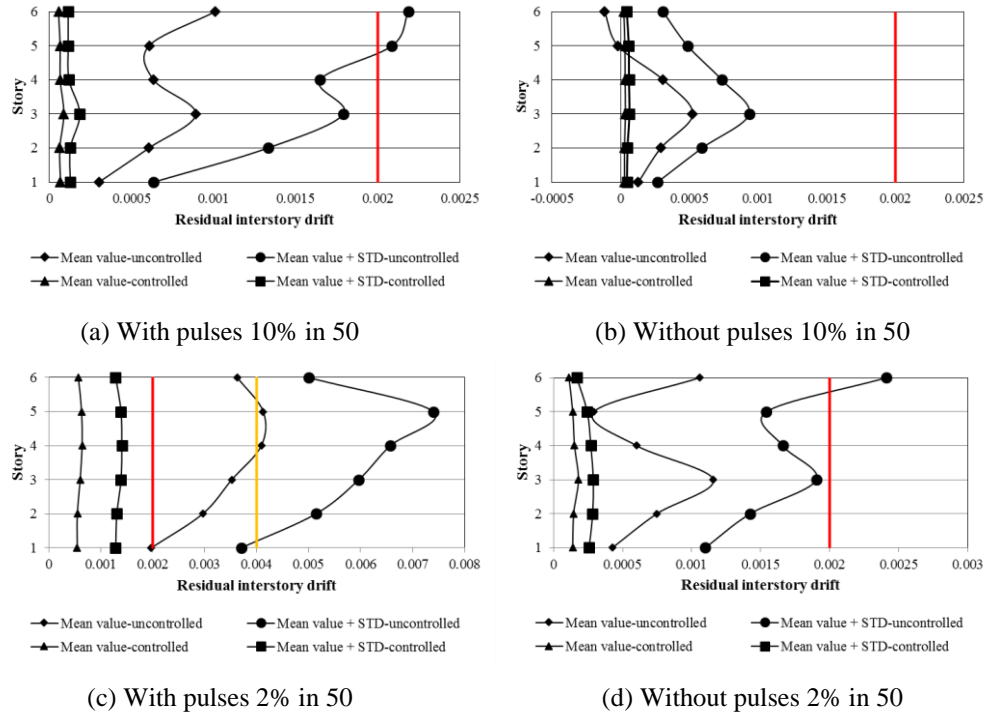 6
5
4
3
2
1
Story
0 0.0005 0.001 0.0015 0.002 0.0025
Residual interstory drift
Mean value-uncontrolled Mean value + STD-uncontrolled
Mean value-controlled Mean value + STD-controlled
(a) With pulses 10% in 50
6
5
4
3
2
1
Story
-0.0005 0 0.0005 0.001 0.0015 0.002 0.0025
Residual interstory drift
Mean value-uncontrolled Mean value + STD-uncontrolled
Mean value-controlled Mean value + STD-controlled
(b) Without pulses 10% in 50
6
5
4
3
2
1
Story
0 0.001 0.002 0.003 0.004 0.005 0.006 0.007 0.008
Residual interstory drift
Mean value-uncontrolled Mean value + STD-uncontrolled
Mean value-controlled Mean value + STD-controlled
(c) With pulses 2% in 50
6
5
4
3
2
1
Story
0 0.0005 0.001 0.0015 0.002 0.0025 0.003
Residual interstory drift
Mean value-uncontrolled Mean value + STD-uncontrolled
Mean value-controlled Mean value + STD-controlled
(d) Without pulses 2% in 50